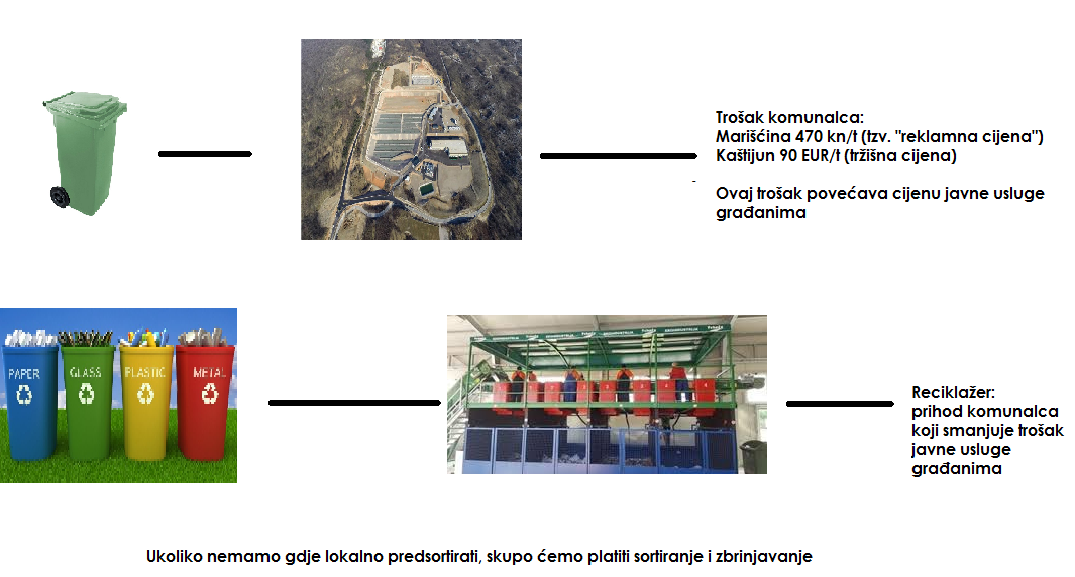 Trošak komunalca:
Marišćina 470 kn/t (tzv. "reklamna cijena")
Kaštijun 90 EUR/t (tržišna cijena)
Ovaj trošak povećava cijenu javne usluge
građanima
PAPER
GLASS
PLASTIC
METAL
Reciklažer:
prihod komunalca
koji smanjuje trošak
javne usluge
građanima
Ukoliko nemamo gdje lokalno predsortirati, skupo ćemo platiti sortiranje i zbrinjavanje